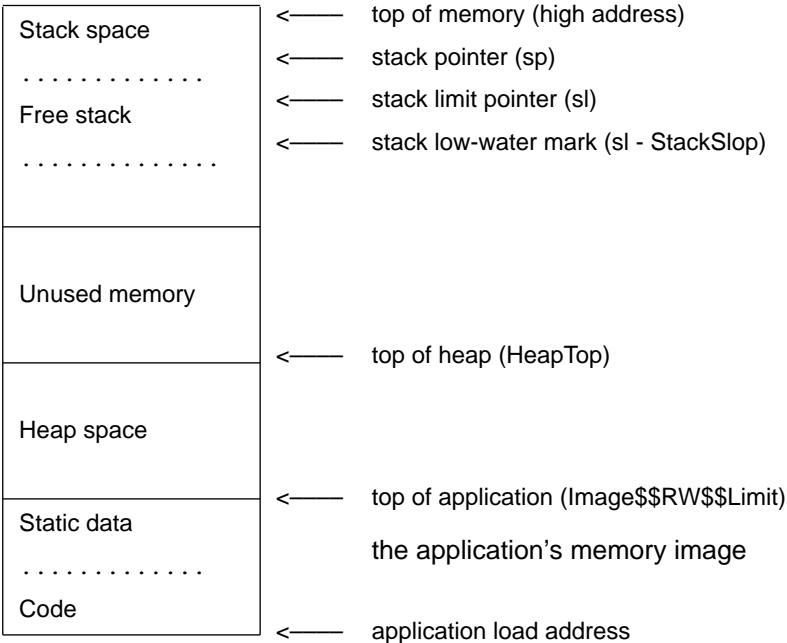 Stack space <———— top of memory (high address)
. . . . . . . . . . . . . <———— stack pointer (sp)
Free stack <———— stack limit pointer (sl)
<———— stack low-water mark (sl - StackSlop)
. . . . . . . . . . . . . .
Unused memory
<———— top of heap (HeapTop)
Heap space
<———— top of application (Image$$RW$$Limit)
Static data
the application's memory image
. . . . . . . . . . . . .
Code
<———— application load address